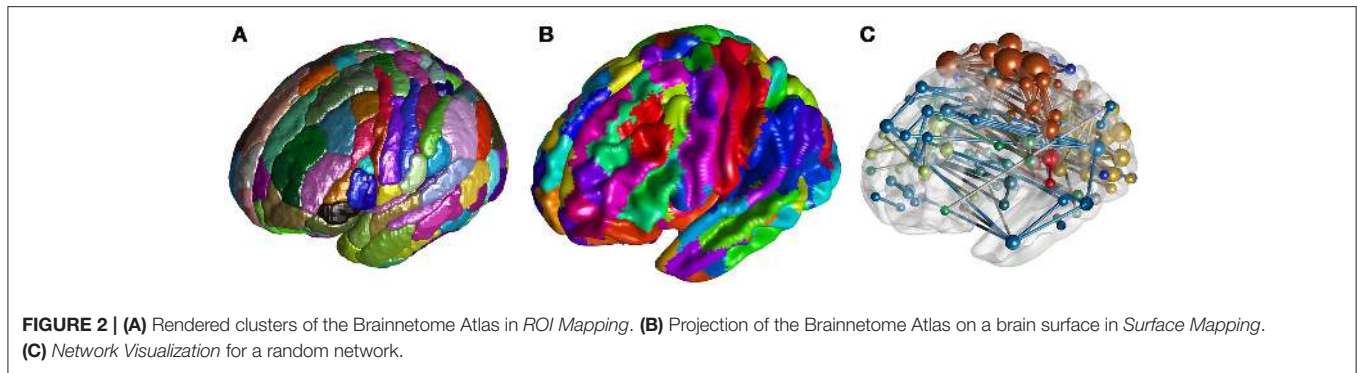 A B C
FIGURE 2 | (A) Rendered clusters of the Brainnetome Atlas in ROI Mapping. (B) Projection of the Brainnetome Atlas on a brain surface in Surface Mapping.
(C) Network Visualization for a random network.